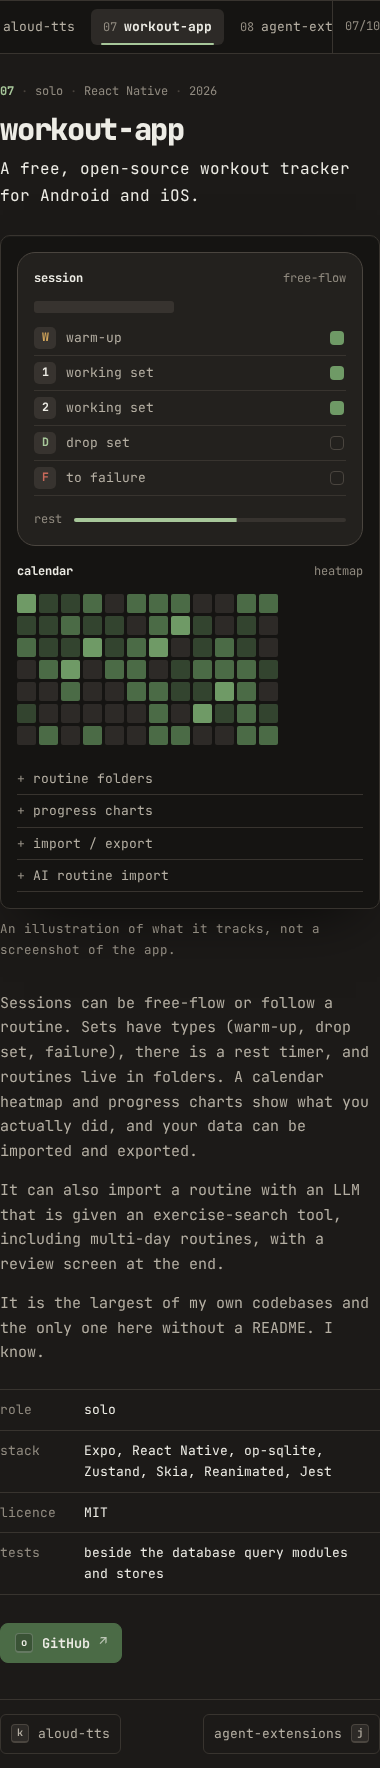 aloud-tts
07 workout-app
08 agent-ext
07/10
07 · solo · React Native · 2026
workout-app
A free, open-source workout tracker
for Android and iOS.
session free-flow
W warm-up
1 working set
2 working set
D drop set
F to failure
rest
calendar heatmap
+ routine folders
+ progress charts
+ import / export
+ AI routine import
An illustration of what it tracks, not a
screenshot of the app.
Sessions can be free-flow or follow a
routine. Sets have types (warm-up, drop
set, failure), there is a rest timer, and
routines live in folders. A calendar
heatmap and progress charts show what you
actually did, and your data can be
imported and exported.
It can also import a routine with an LLM
that is given an exercise-search tool,
including multi-day routines, with a
review screen at the end.
It is the largest of my own codebases and
the only one here without a README. I
know.
role solo
stack Expo, React Native, op-sqlite,
Zustand, Skia, Reanimated, Jest
licence MIT
tests beside the database query modules
and stores
o GitHub ↗
k aloud-tts
agent-extensions j